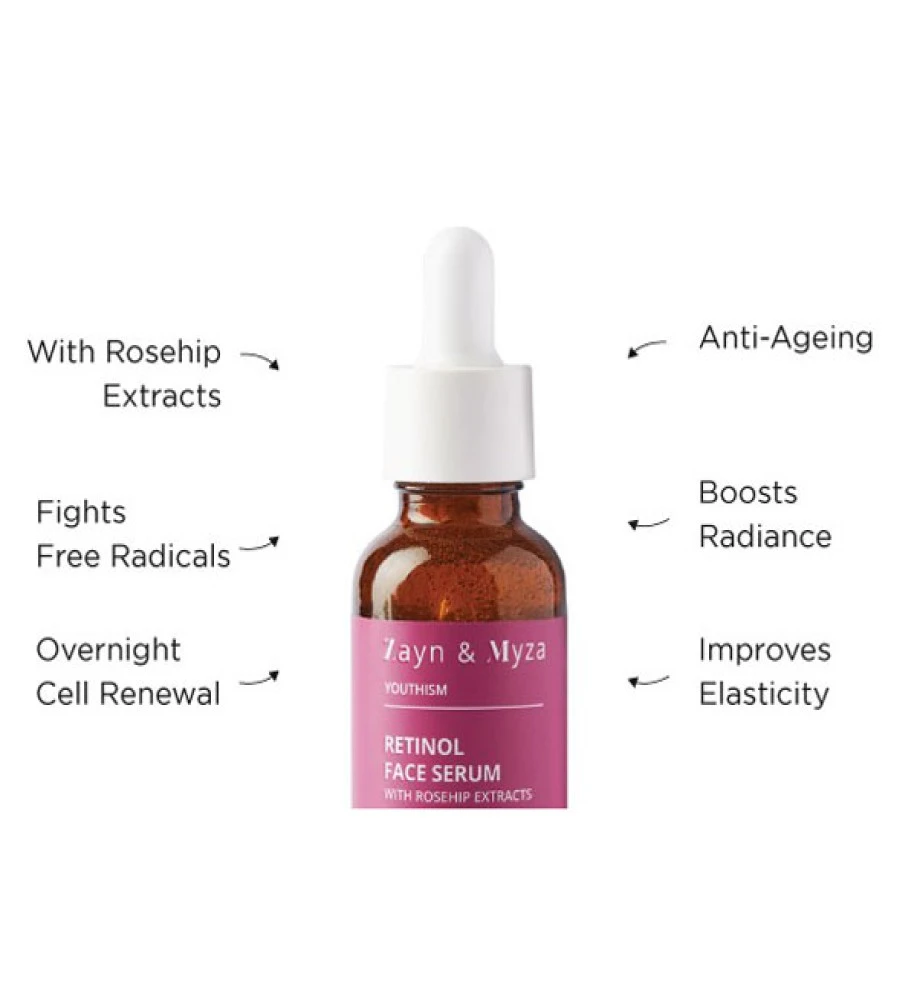 With Rosehip
Extracts
Fights
Free Radicals
Overnight
Cell Renewal
Anti-Ageing
Boosts
Radiance
Improves
Elasticity
Zayn & Myza
YOUTHISM
RETINOL
FACE SERUM
WITH ROSEHIP EXTRACTS